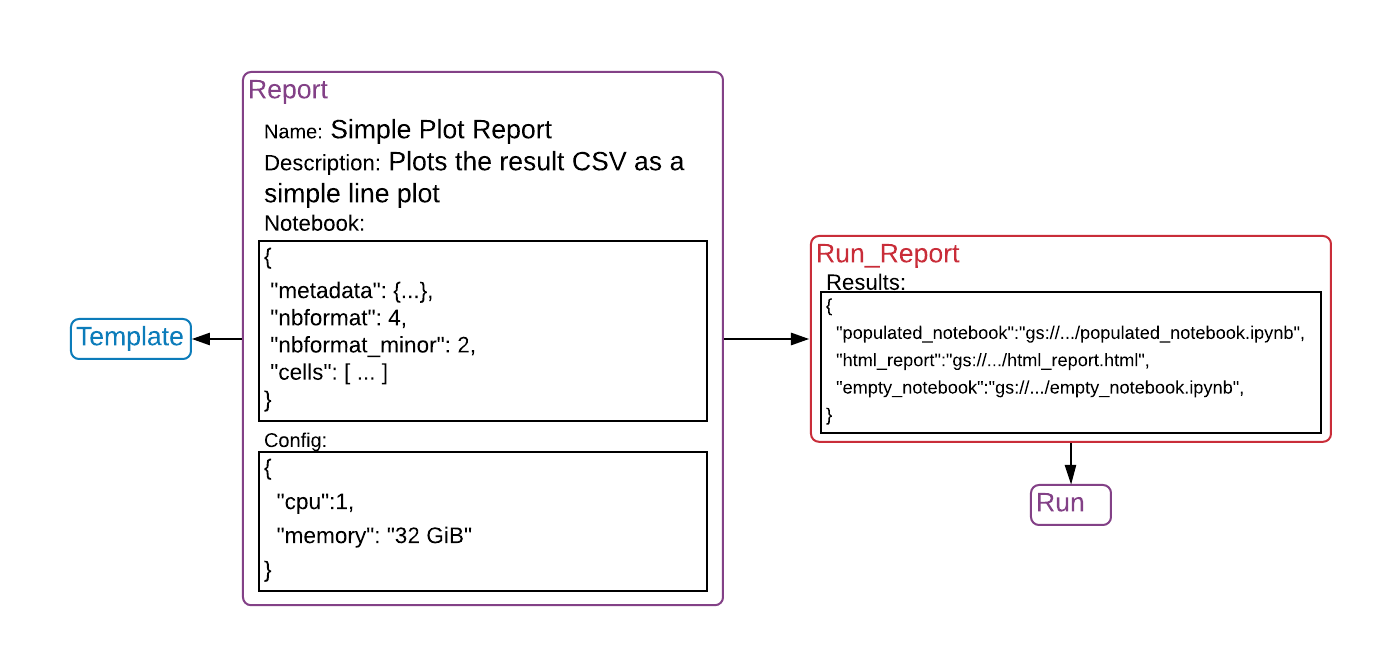 Report
Name: Simple Plot Report
Description: Plots the result CSV as a
simple line plot
Notebook:
{
"metadata": {...},
"nbformat": 4,
"nbformat_minor": 2,
"cells": [ ... ]
}
Config:
{
"cpu":1,
"memory": "32 GiB"
}
Template
Run_Report
Results:
{
"populated_notebook":"gs://.../populated_notebook.ipynb",
"html_report":"gs://.../html_report.html",
"empty_notebook":"gs://.../empty_notebook.ipynb",
}
Run